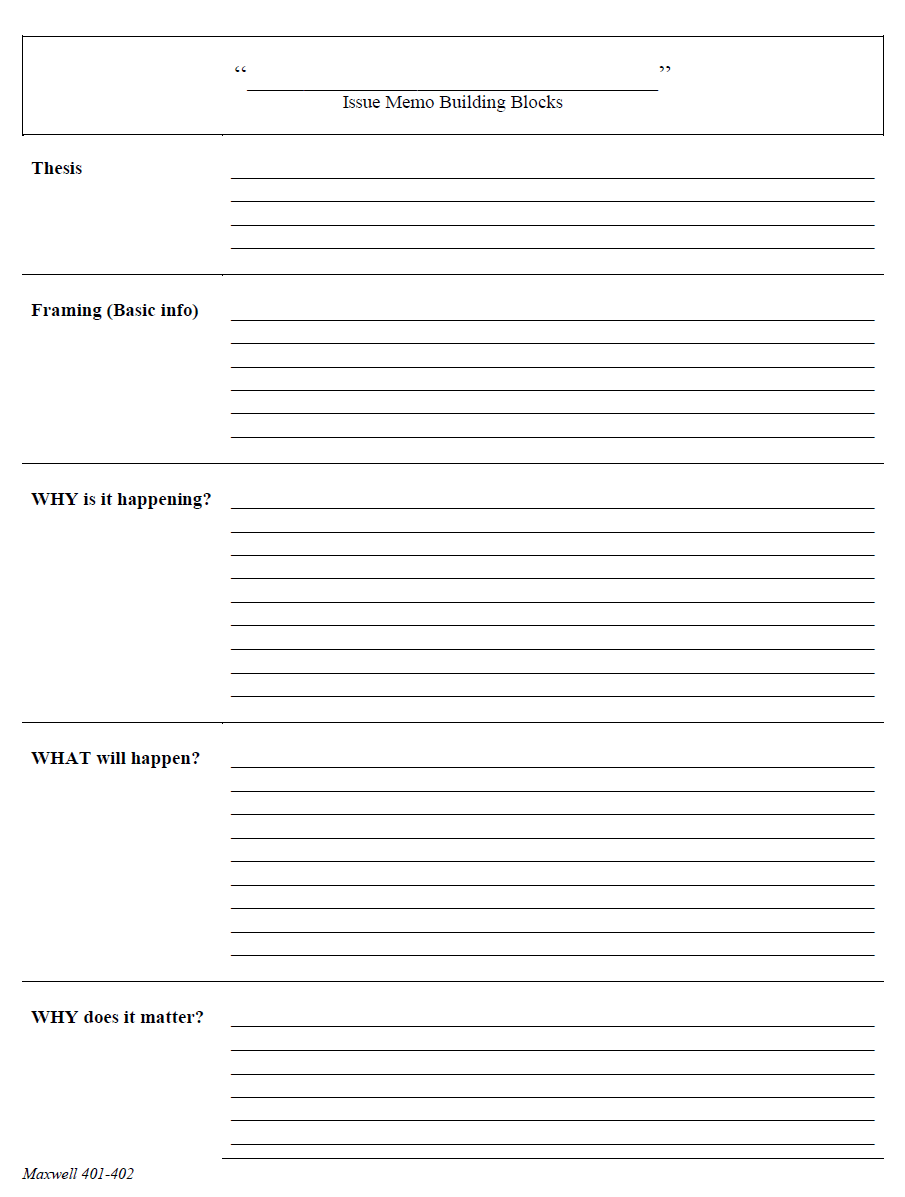 “_________________________________________”
Issue Memo Building Blocks
Thesis
Framing (Basic info)
WHY is it happening?
WHAT will happen?
WHY does it matter?
Maxwell 401-402